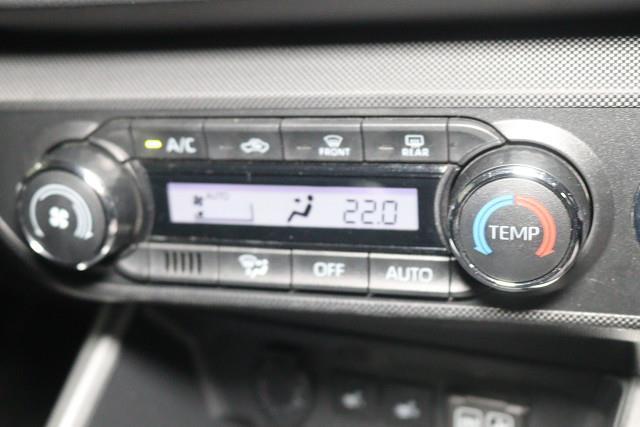 A/C
FRONT
REAR
AUTO
22.0
TEMP
OFF
AUTO